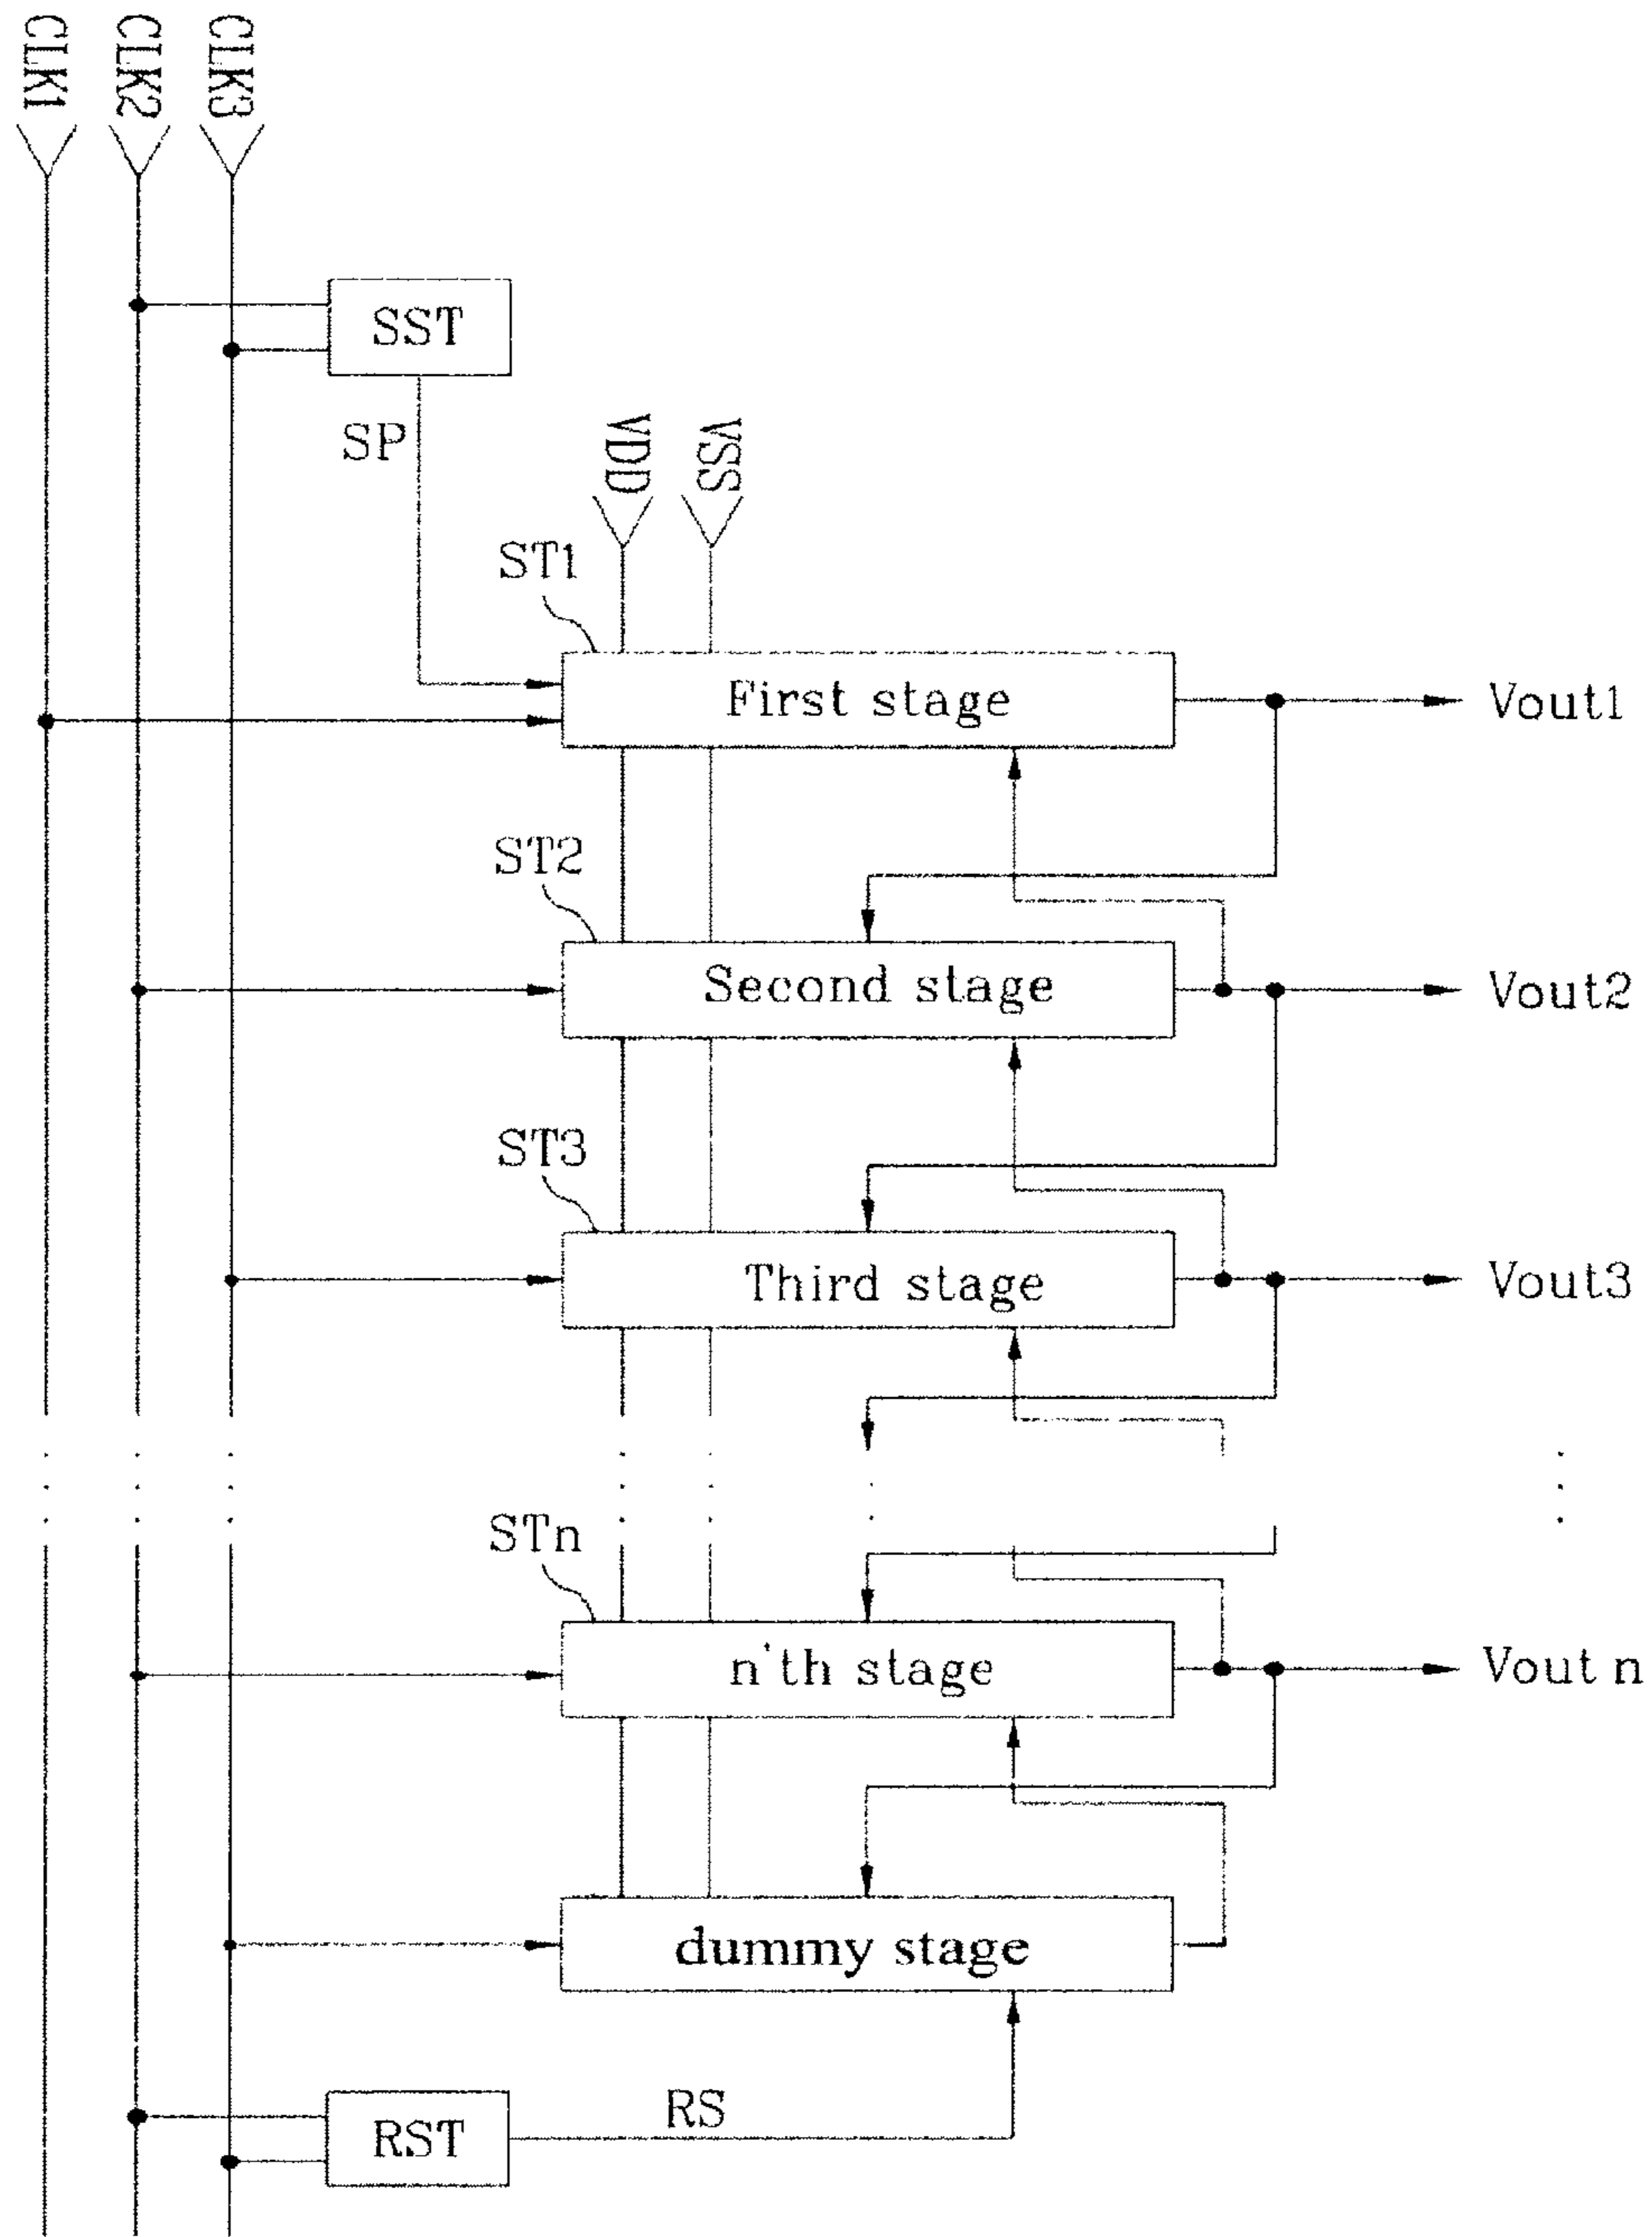 CLK1
CLK2
CLK3
SST
SP
VDD
VSS
ST1
First stage
Vout1
ST2
Second stage
Vout2
ST3
Third stage
Vout3
STn
n'th stage
Vout n
dummy stage
RS
RST